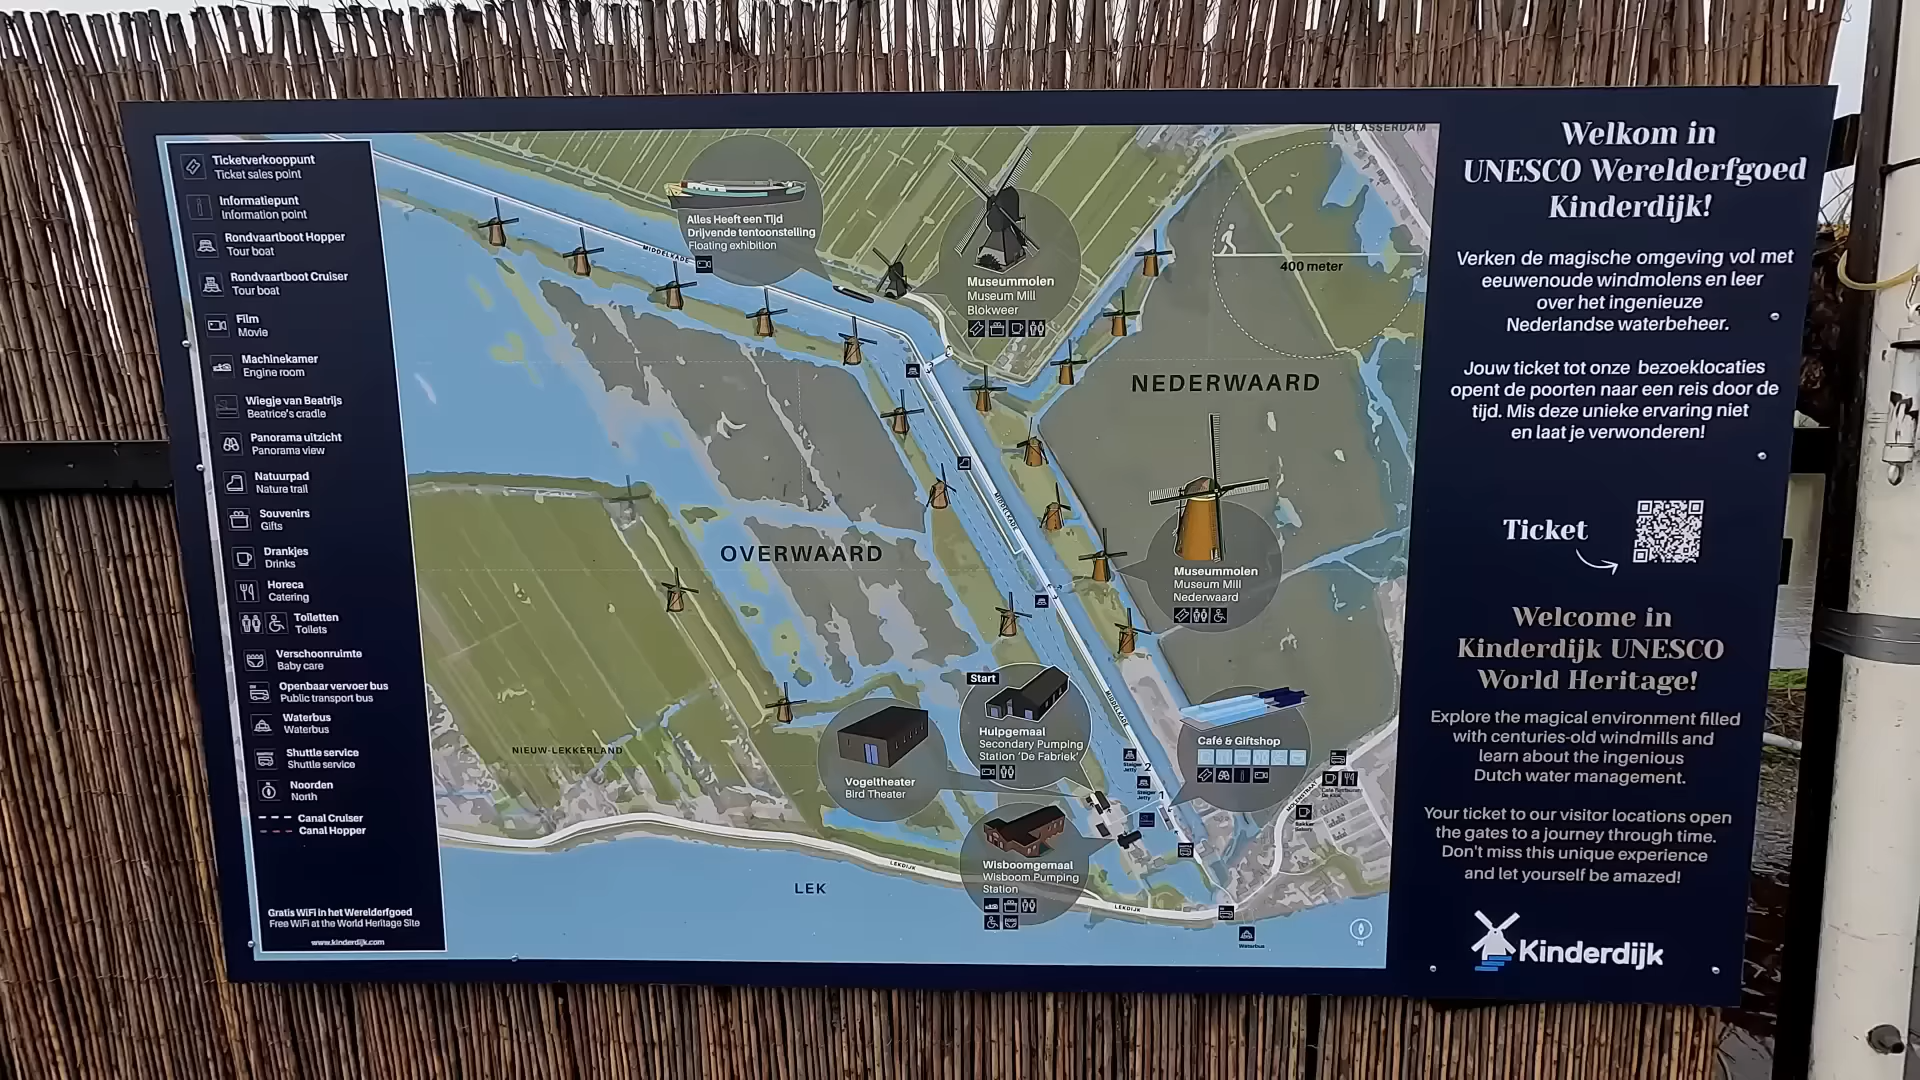 Ticketverkooppunt
Ticket sales point
Informatiepunt
Information point
Rondvaartboot Hopper
Tour boat
Rondvaartboot Cruiser
Tour boat
Film
Movie
Machinekamer
Engine room
Wiegje van Beatrijs
Beatrice's cradle
Panorama uitzicht
Panorama view
Natuurpad
Nature trail
Souvenirs
Gifts
Drankjes
Drinks
Horeca
Catering
Toiletten
Toilets
Verschoonruimte
Baby care
Openbaar vervoer bus
Public transport bus
Waterbus
Waterbus
Shuttle service
Shuttle service
Noorden
North
Canal Cruiser
Canal Hopper
Gratis WiFi in het Werelderfgoed
Free WiFi at the World Heritage Site
www.kinderdijk.com
ALBLASSERDAM
MIDDELKADE
Alles Heeft een Tijd
Drijvende tentoonstelling
Floating exhibition
Museummolen
Museum Mill
Blokweer
400 meter
NEDERWAARD
MIDDELKADE
OVERWAARD
Museummolen
Museum Mill
Nederwaard
Start
Hulpgemaal
Secondary Pumping
Station 'De Fabriek'
MIDDELKADE
Café & Giftshop
NIEUW-LEKKERLAND
Vogeltheater
Bird Theater
Steiger
Jetty
2
Steiger
Jetty
1
MOLENSTRAAT
Bakker
Bakery
Wisboomgemaal
Wisboom Pumping
Station
LEKDIJK
LEK
LEKDIJK
Waterbus
N
Welkom in
UNESCO Werelderfgoed
Kinderdijk!
Verken de magische omgeving vol met
eeuwenoude windmolens en leer
over het ingenieuze
Nederlandse waterbeheer.
Jouw ticket tot onze bezoeklocaties
opent de poorten naar een reis door de
tijd. Mis deze unieke ervaring niet
en laat je verwonderen!
Ticket
Welcome in
Kinderdijk UNESCO
World Heritage!
Explore the magical environment filled
with centuries-old windmills and
learn about the ingenious
Dutch water management.
Your ticket to our visitor locations open
the gates to a journey through time.
Don't miss this unique experience
and let yourself be amazed!
Kinderdijk